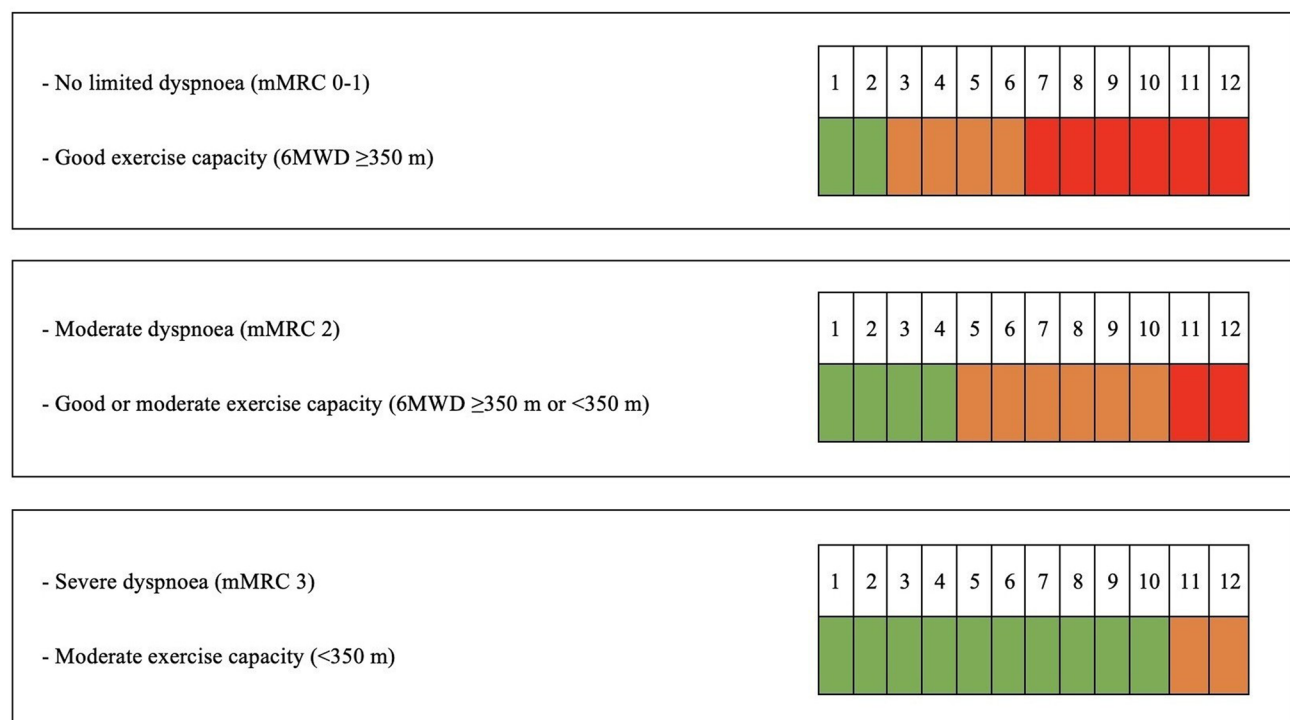 - No limited dyspnoea (mMRC 0-1)
1 2 3 4 5 6 7 8 9 10 11 12
- Good exercise capacity (6MWD ≥350 m)
- Moderate dyspnoea (mMRC 2)
1 2 3 4 5 6 7 8 9 10 11 12
- Good or moderate exercise capacity (6MWD ≥350 m or <350 m)
- Severe dyspnoea (mMRC 3)
1 2 3 4 5 6 7 8 9 10 11 12
- Moderate exercise capacity (<350 m)